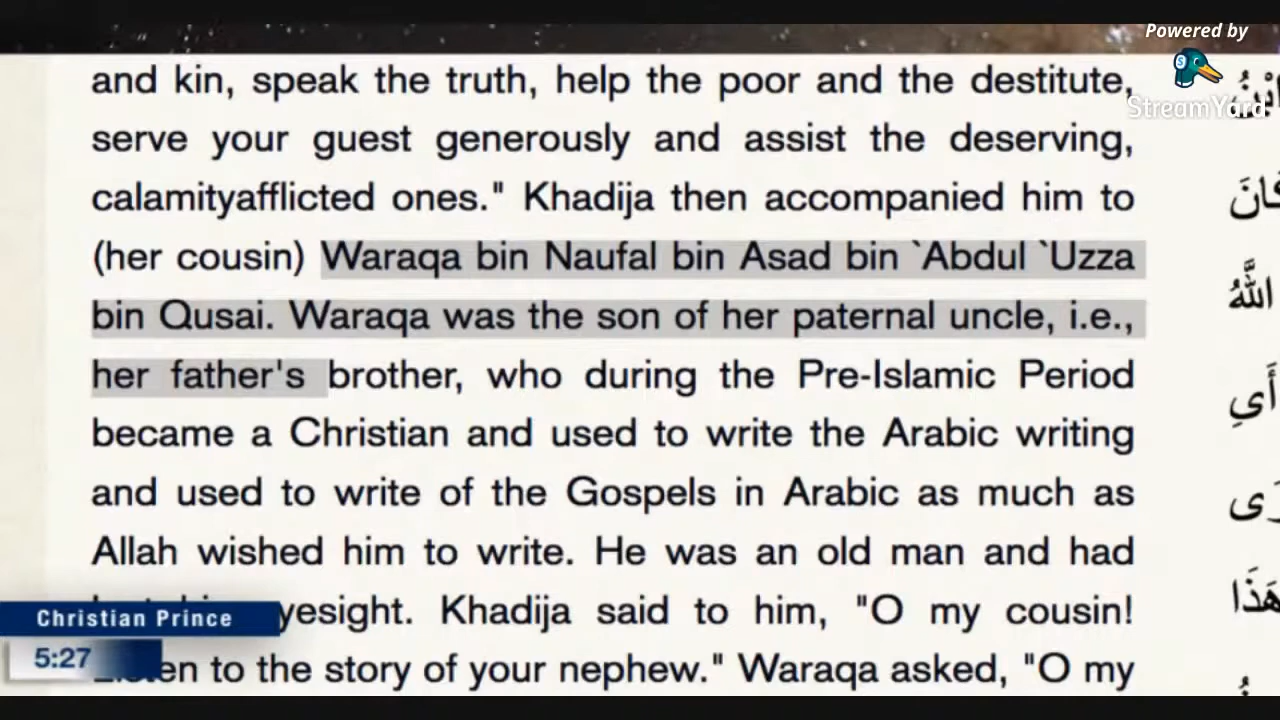 Powered by
StreamYard
and kin, speak the truth, help the poor and the destitute,
serve your guest generously and assist the deserving,
calamityafflicted ones." Khadija then accompanied him to
(her cousin) Waraqa bin Naufal bin Asad bin `Abdul `Uzza
bin Qusai. Waraqa was the son of her paternal uncle, i.e.,
her father's brother, who during the Pre-Islamic Period
became a Christian and used to write the Arabic writing
and used to write of the Gospels in Arabic as much as
Allah wished him to write. He was an old man and had
yesight. Khadija said to him, "O my cousin!
to the story of your nephew." Waraqa asked, "O my
اللَّهُ
Christian Prince
5:27